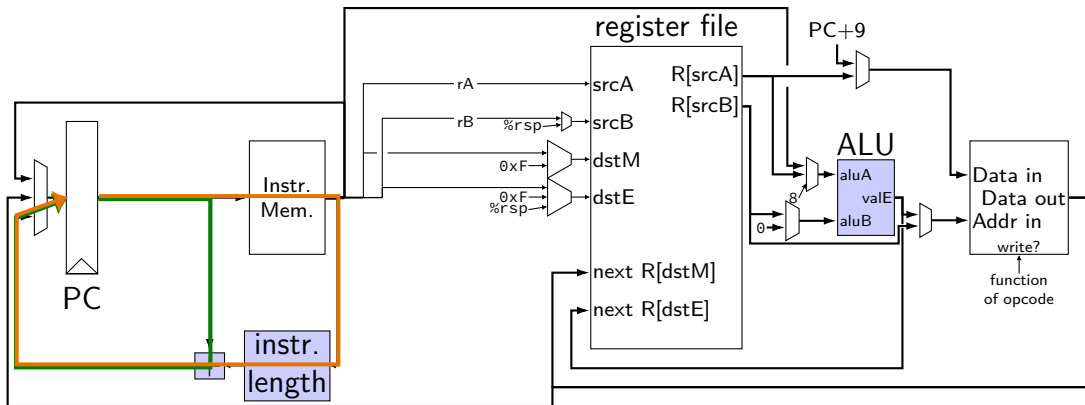 register file
PC+9
R[srcA]
rA
srcA
R[srcB]
rB
%rsp
srcB
ALU
dstM
0xF
Instr.
Mem.
aluA
Data in
dstE
0xF
%rsp
8
valE
Data out
aluB
Addr in
0
write?
next R[dstM]
function
of opcode
PC
next R[dstE]
instr.
length